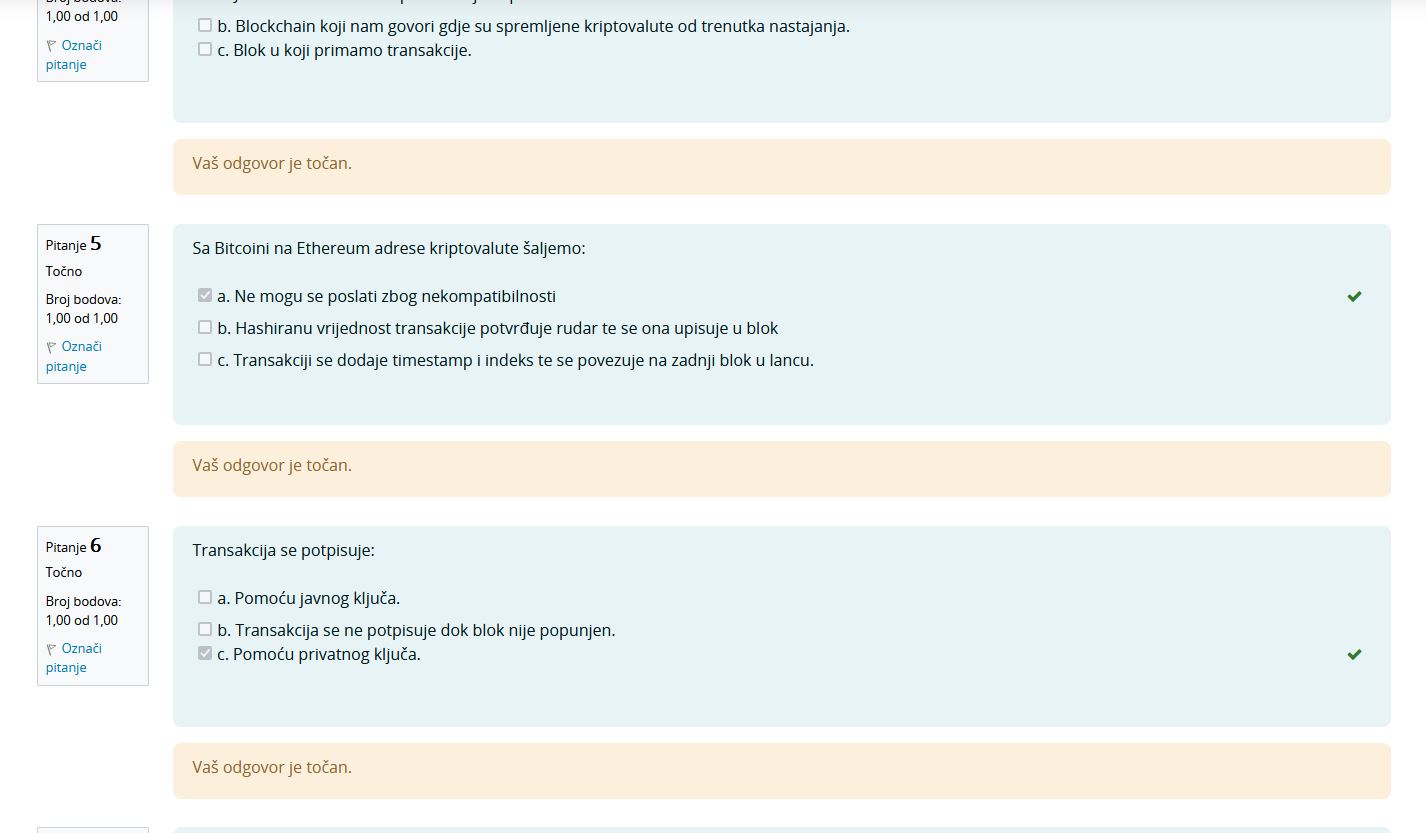 1,00 od 1,00
Označi
pitanje
b. Blockchain koji nam govori gdje su spremljene kriptovalute od trenutka nastajanja.
c. Blok u koji primamo transakcije.
Vaš odgovor je točan.
Pitanje 5
Točno
Broj bodova:
1,00 od 1,00
Označi
pitanje
Sa Bitcoini na Ethereum adrese kriptovalute šaljemo:
a. Ne mogu se poslati zbog nekompatibilnosti
b. Hashiranu vrijednost transakcije potvrđuje rudar te se ona upisuje u blok
c. Transakciji se dodaje timestamp i indeks te se povezuje na zadnji blok u lancu.
Vaš odgovor je točan.
Pitanje 6
Točno
Broj bodova:
1,00 od 1,00
Označi
pitanje
Transakcija se potpisuje:
a. Pomoću javnog ključa.
b. Transakcija se ne potpisuje dok blok nije popunjen.
c. Pomoću privatnog ključa.
Vaš odgovor je točan.